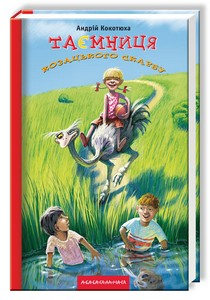 Андрій Кокотюха
ТАЄМНИЦЯ
КОЗАЦЬКОГО СКАРБУ
А-БА-БА-ГА-ЛА-МА-ГА